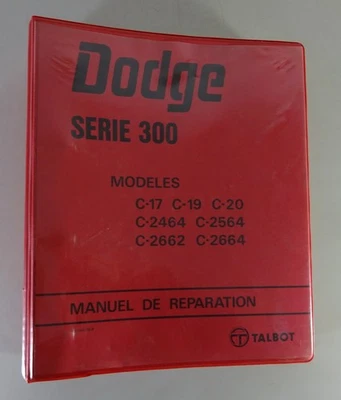 Dodge
SERIE 300
MODELES
C-17 C-19 C-20
C-2464 C-2564
C-2662 C-2664
MANUEL DE REPARATION
TALBOT